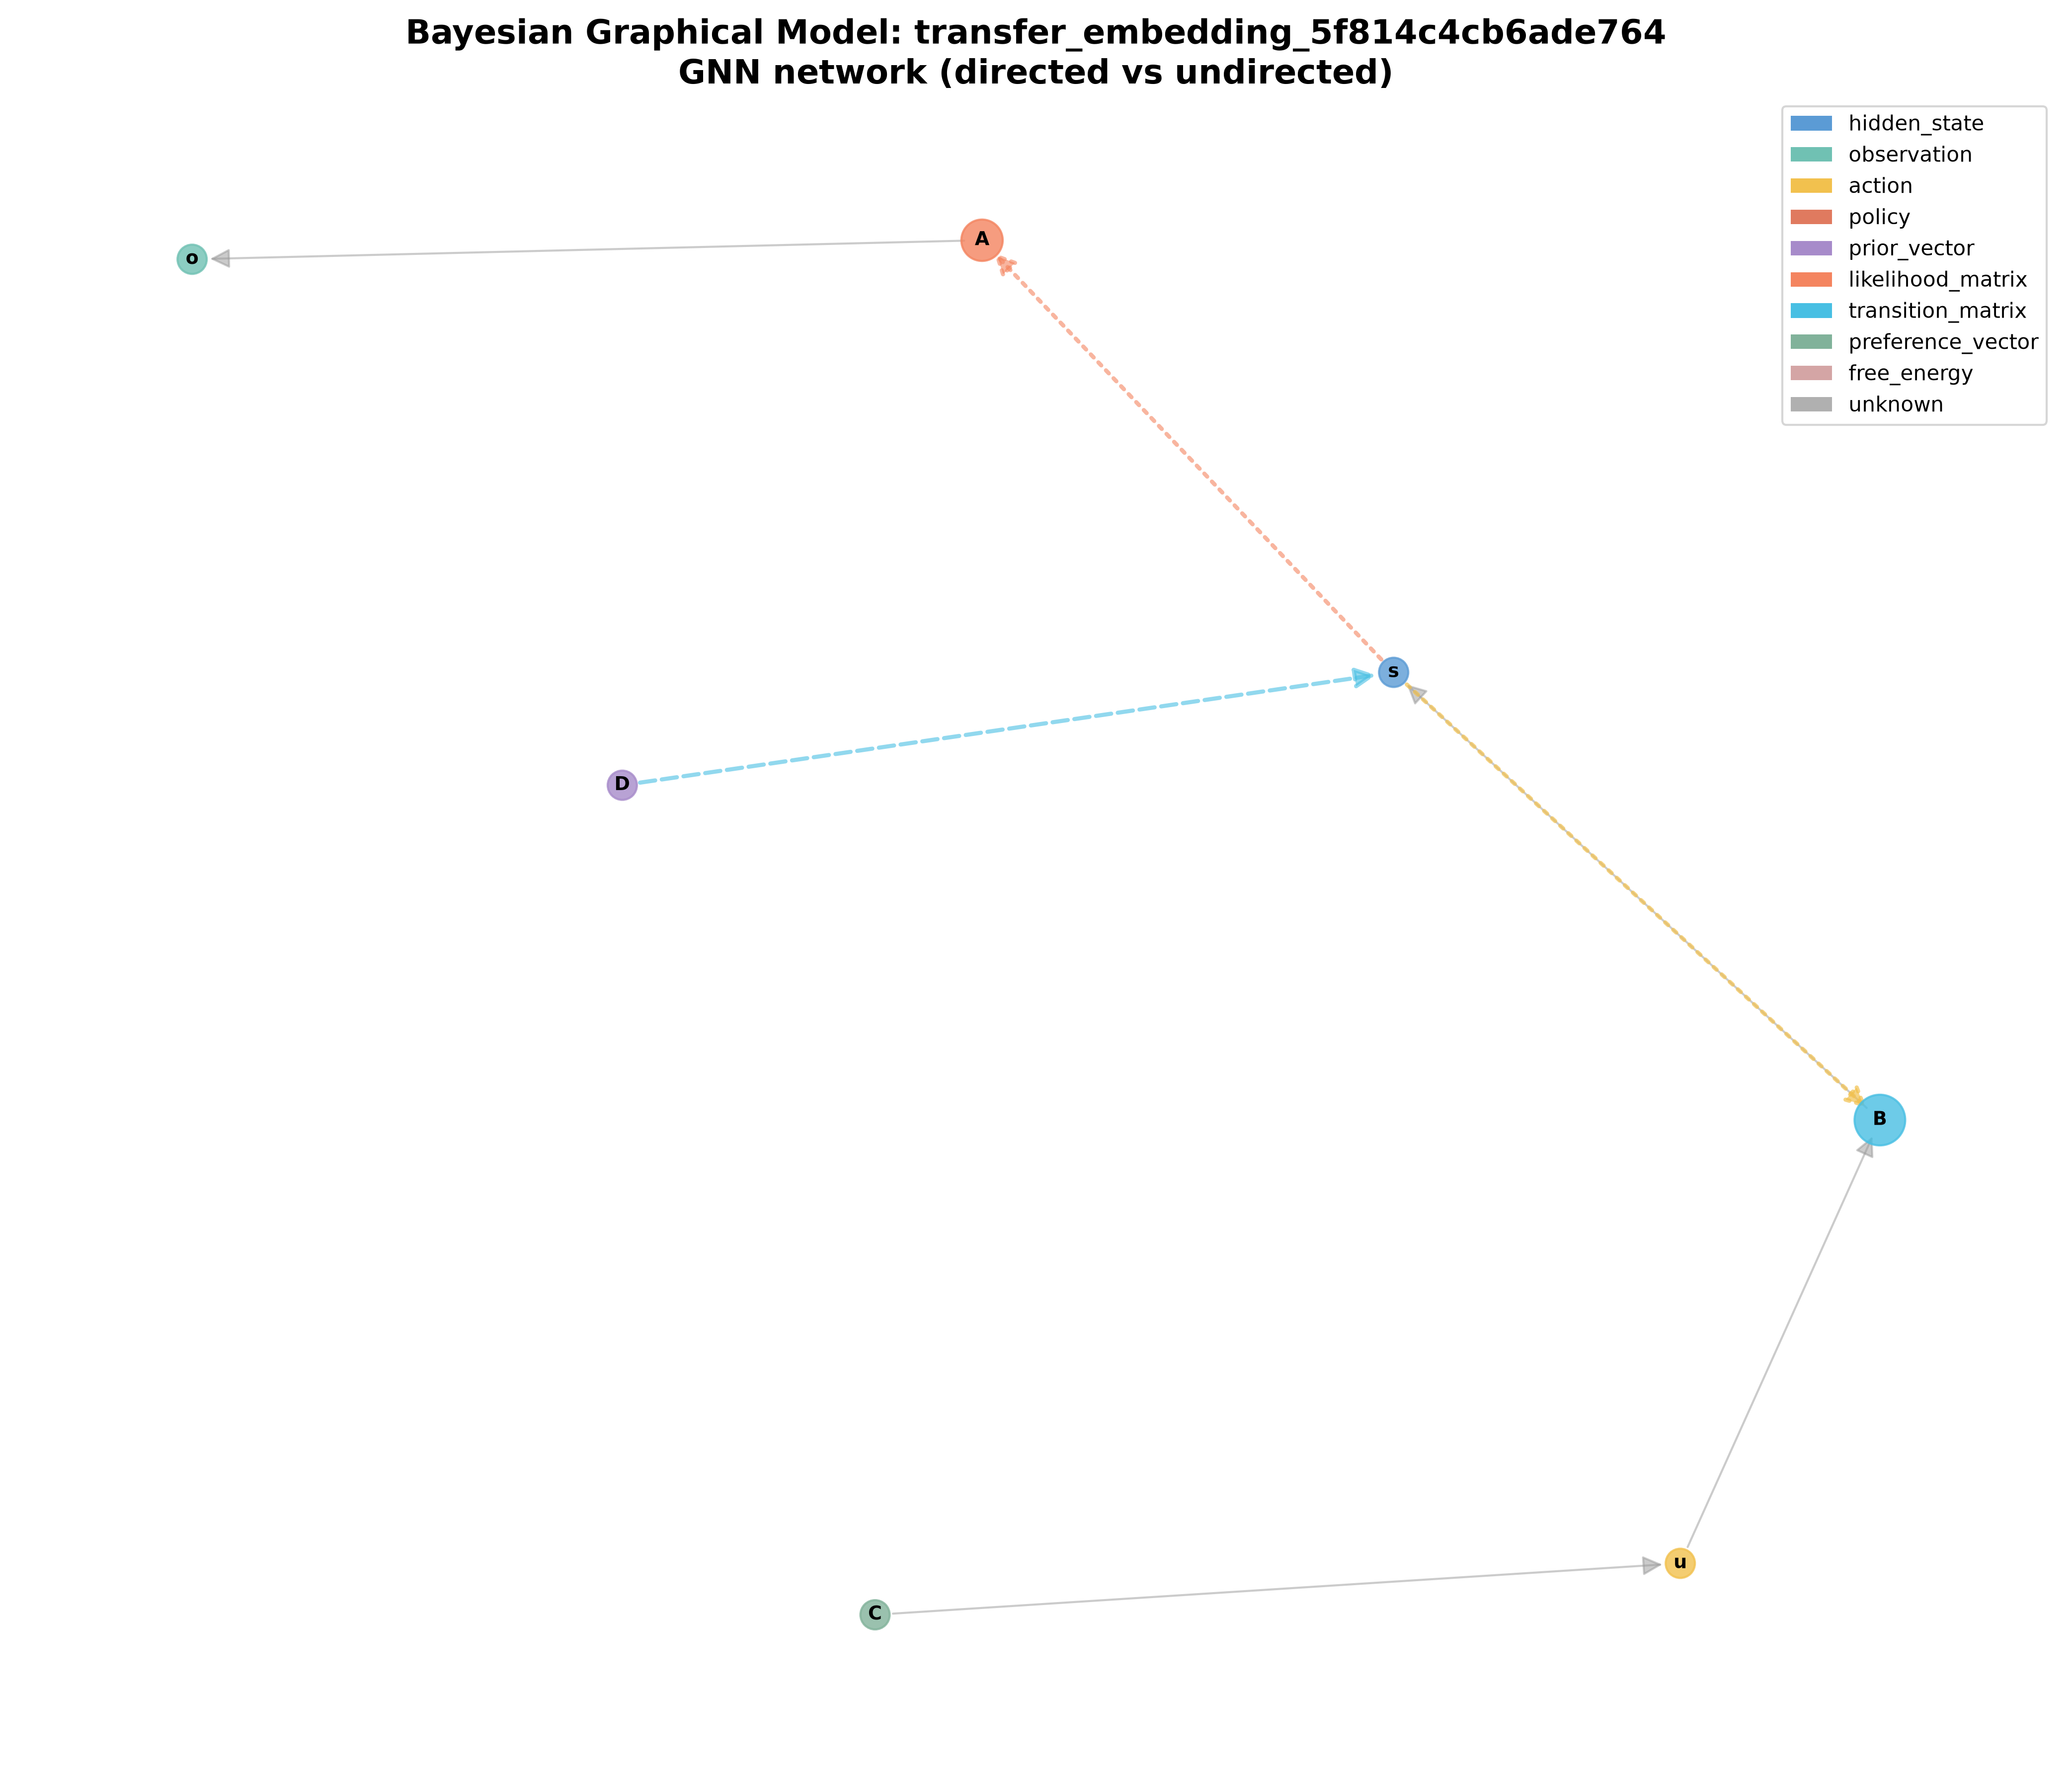 Bayesian Graphical Model: transfer_embedding_5f814c4cb6ade764
GNN network (directed vs undirected)
hidden_state
observation
action
policy
prior_vector
likelihood_matrix
transition_matrix
preference_vector
free_energy
unknown
A
o
s
D
B
u
C